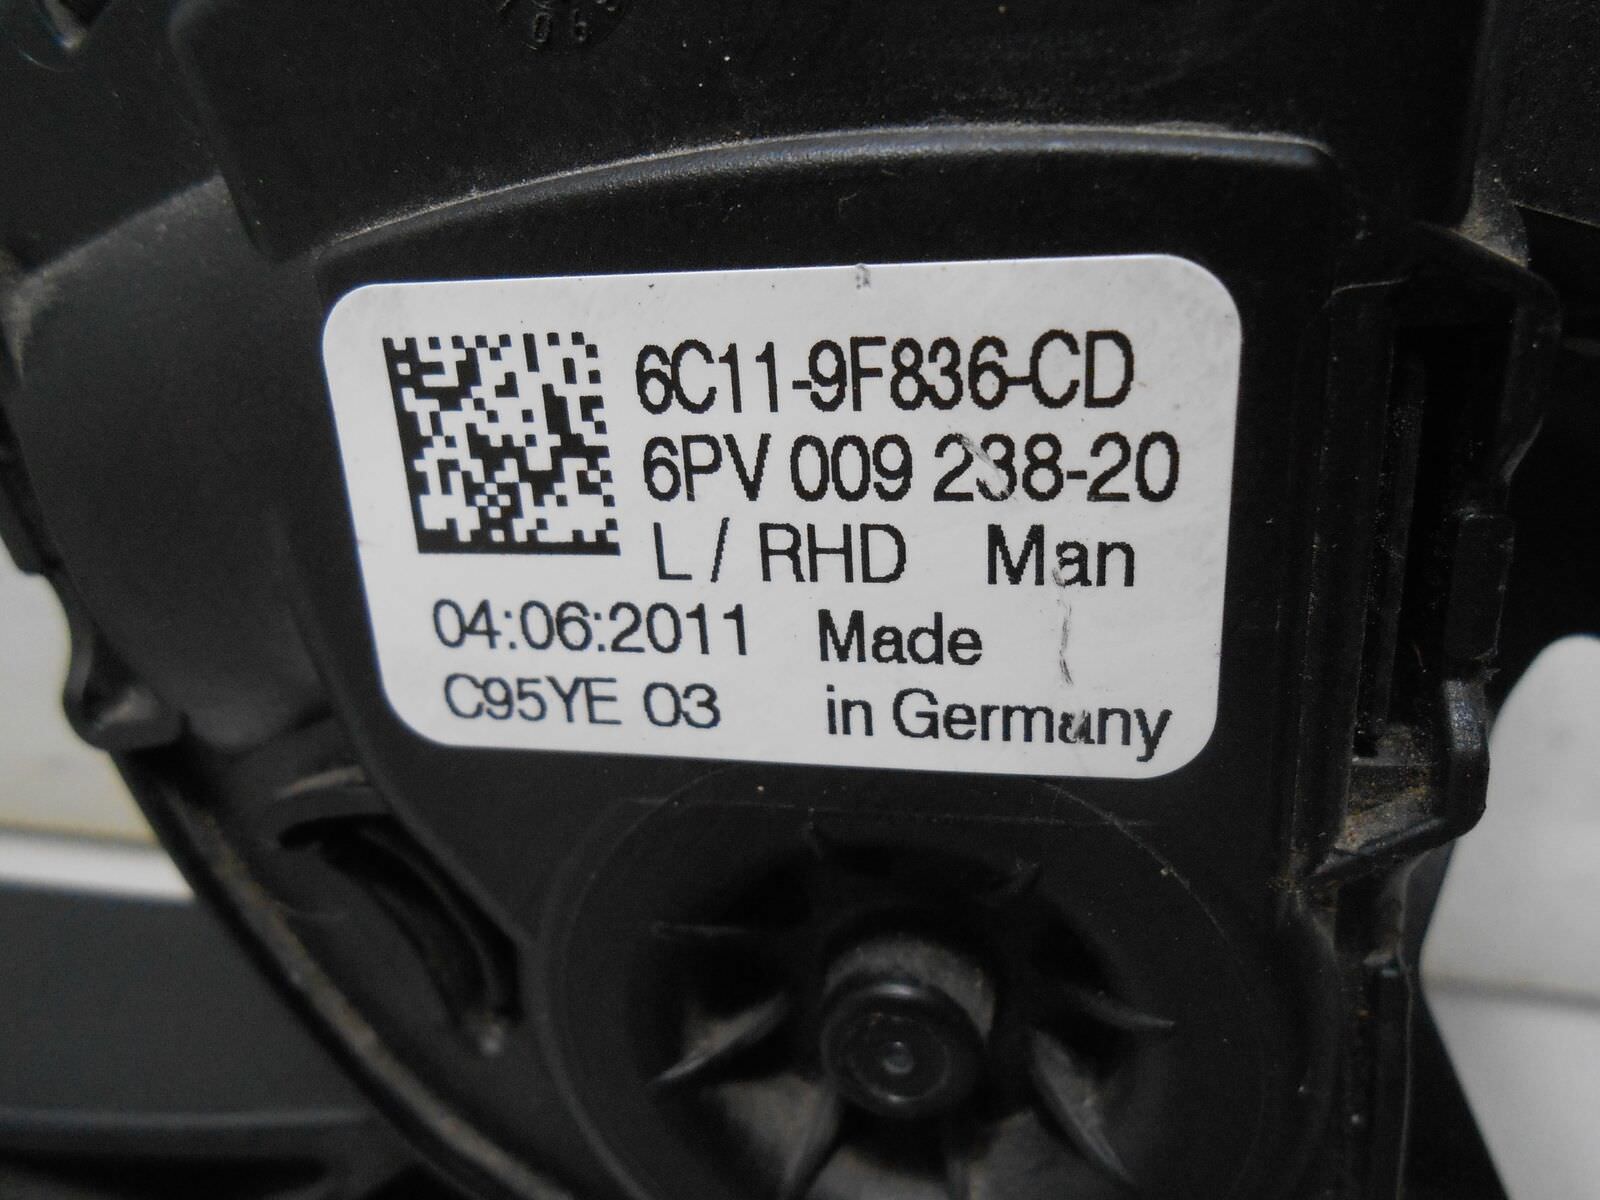 6C11-9F836-CD
6PV 009 238-20
L / RHD Man
04:06:2011 Made
C95YE 03 in Germany